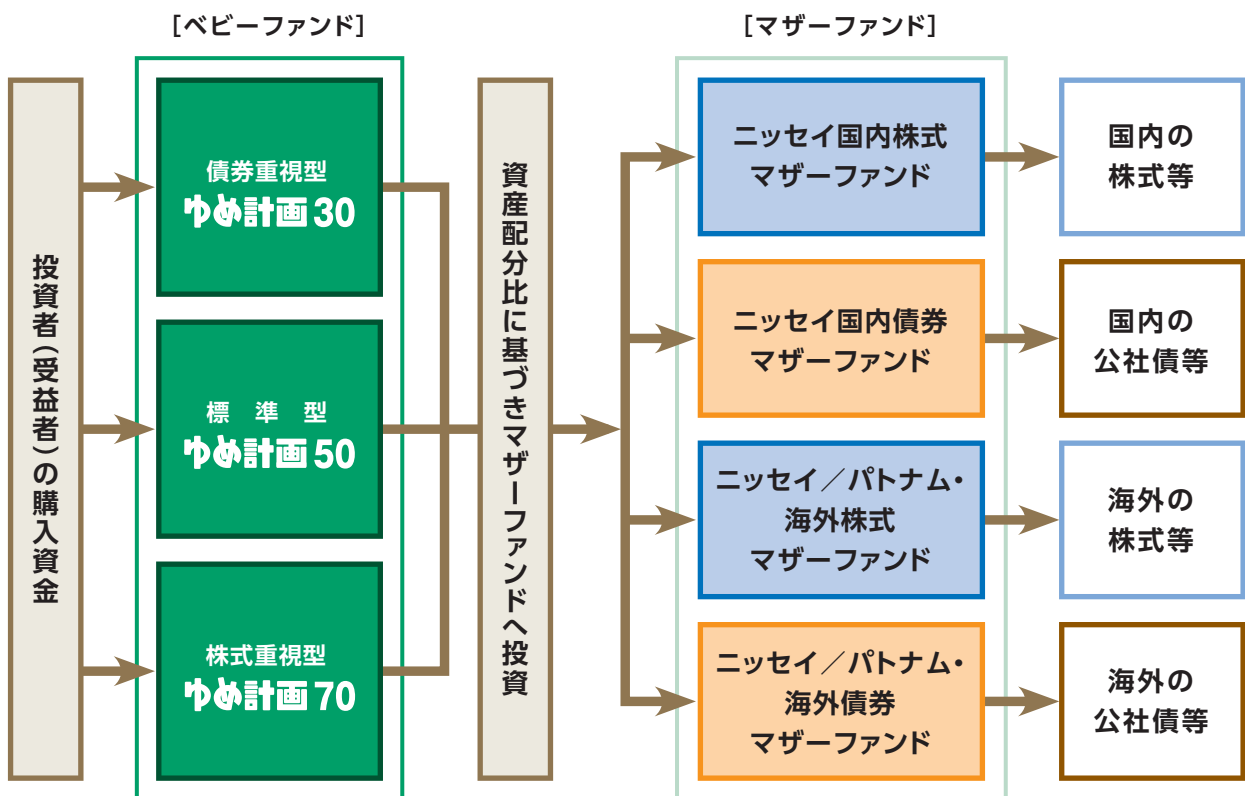 ［ベビーファンド］
［マザーファンド］
投資者（受益者）の購入資金
債券重視型
ゆめ計画30
標準型
ゆめ計画50
株式重視型
ゆめ計画70
資産配分比に基づきマザーファンドへ投資
ニッセイ国内株式
マザーファンド
国内の
株式等
ニッセイ国内債券
マザーファンド
国内の
公社債等
ニッセイ／パトナム・
海外株式
マザーファンド
海外の
株式等
ニッセイ／パトナム・
海外債券
マザーファンド
海外の
公社債等